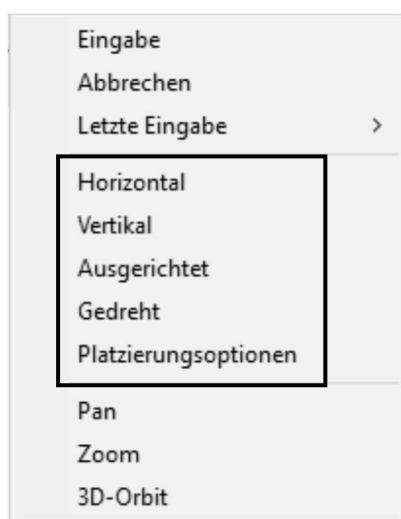 Eingabe
Abbrechen
Letzte Eingabe
Horizontal
Vertikal
Ausgerichtet
Gedreht
Platzierungsoptionen
Pan
Zoom
3D-Orbit